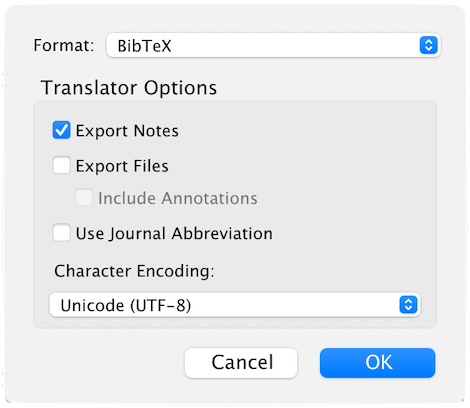 Format: BibTeX
Translator Options
Export Notes
Export Files
Include Annotations
Use Journal Abbreviation
Character Encoding:
Unicode (UTF-8)
Cancel OK